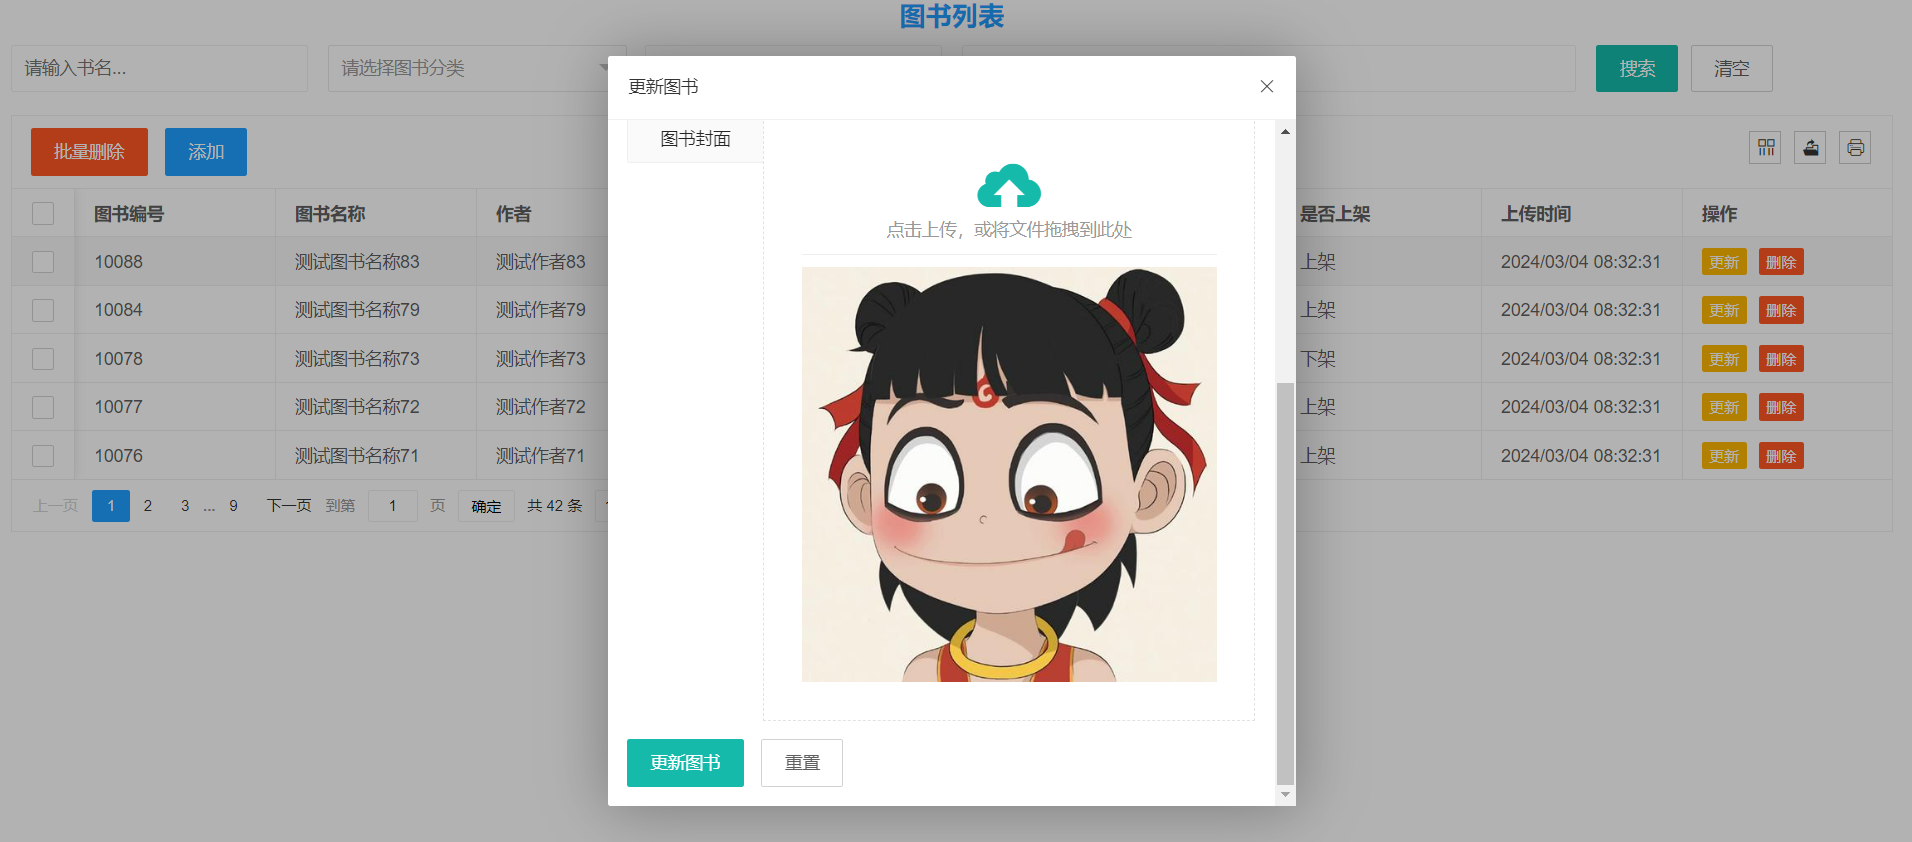 图书列表
请输入书名...
请选择图书分类
搜索
清空
批量删除
添加
图书编号 图书名称 作者 是否上架 上传时间 操作
10088 测试图书名称83 测试作者83 上架 2024/03/04 08:32:31 更新 删除
10084 测试图书名称79 测试作者79 上架 2024/03/04 08:32:31 更新 删除
10078 测试图书名称73 测试作者73 下架 2024/03/04 08:32:31 更新 删除
10077 测试图书名称72 测试作者72 上架 2024/03/04 08:32:31 更新 删除
10076 测试图书名称71 测试作者71 上架 2024/03/04 08:32:31 更新 删除
上一页 1 2 3 ... 9 下一页 到第 1 页 确定 共 42 条
更新图书
图书封面
点击上传，或将文件拖拽到此处
更新图书
重置